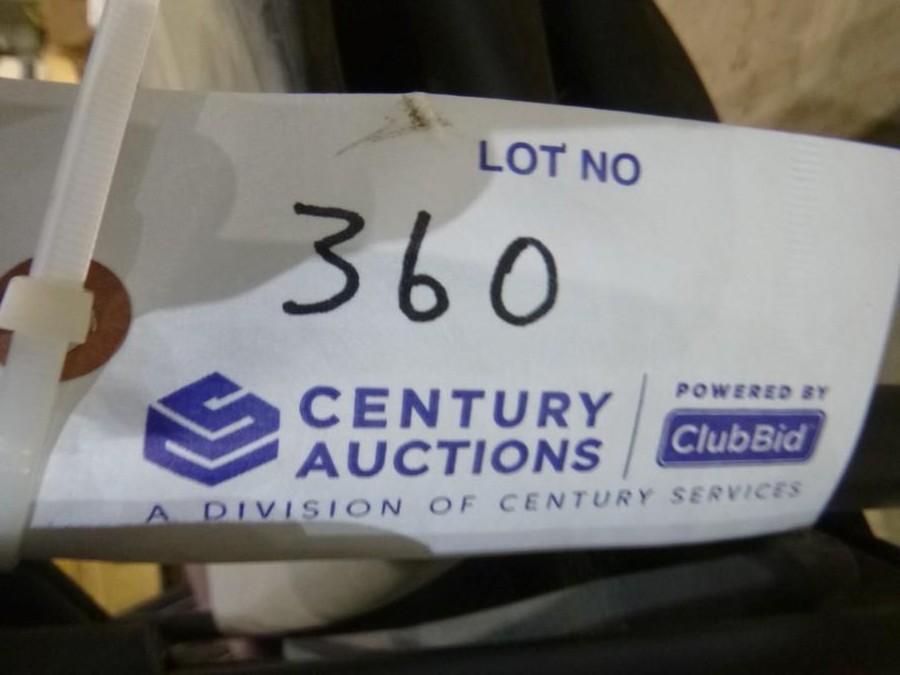 LOT NO
360
CENTURY
AUCTIONS
POWERED BY
ClubBid
A DIVISION OF CENTURY SERVICES